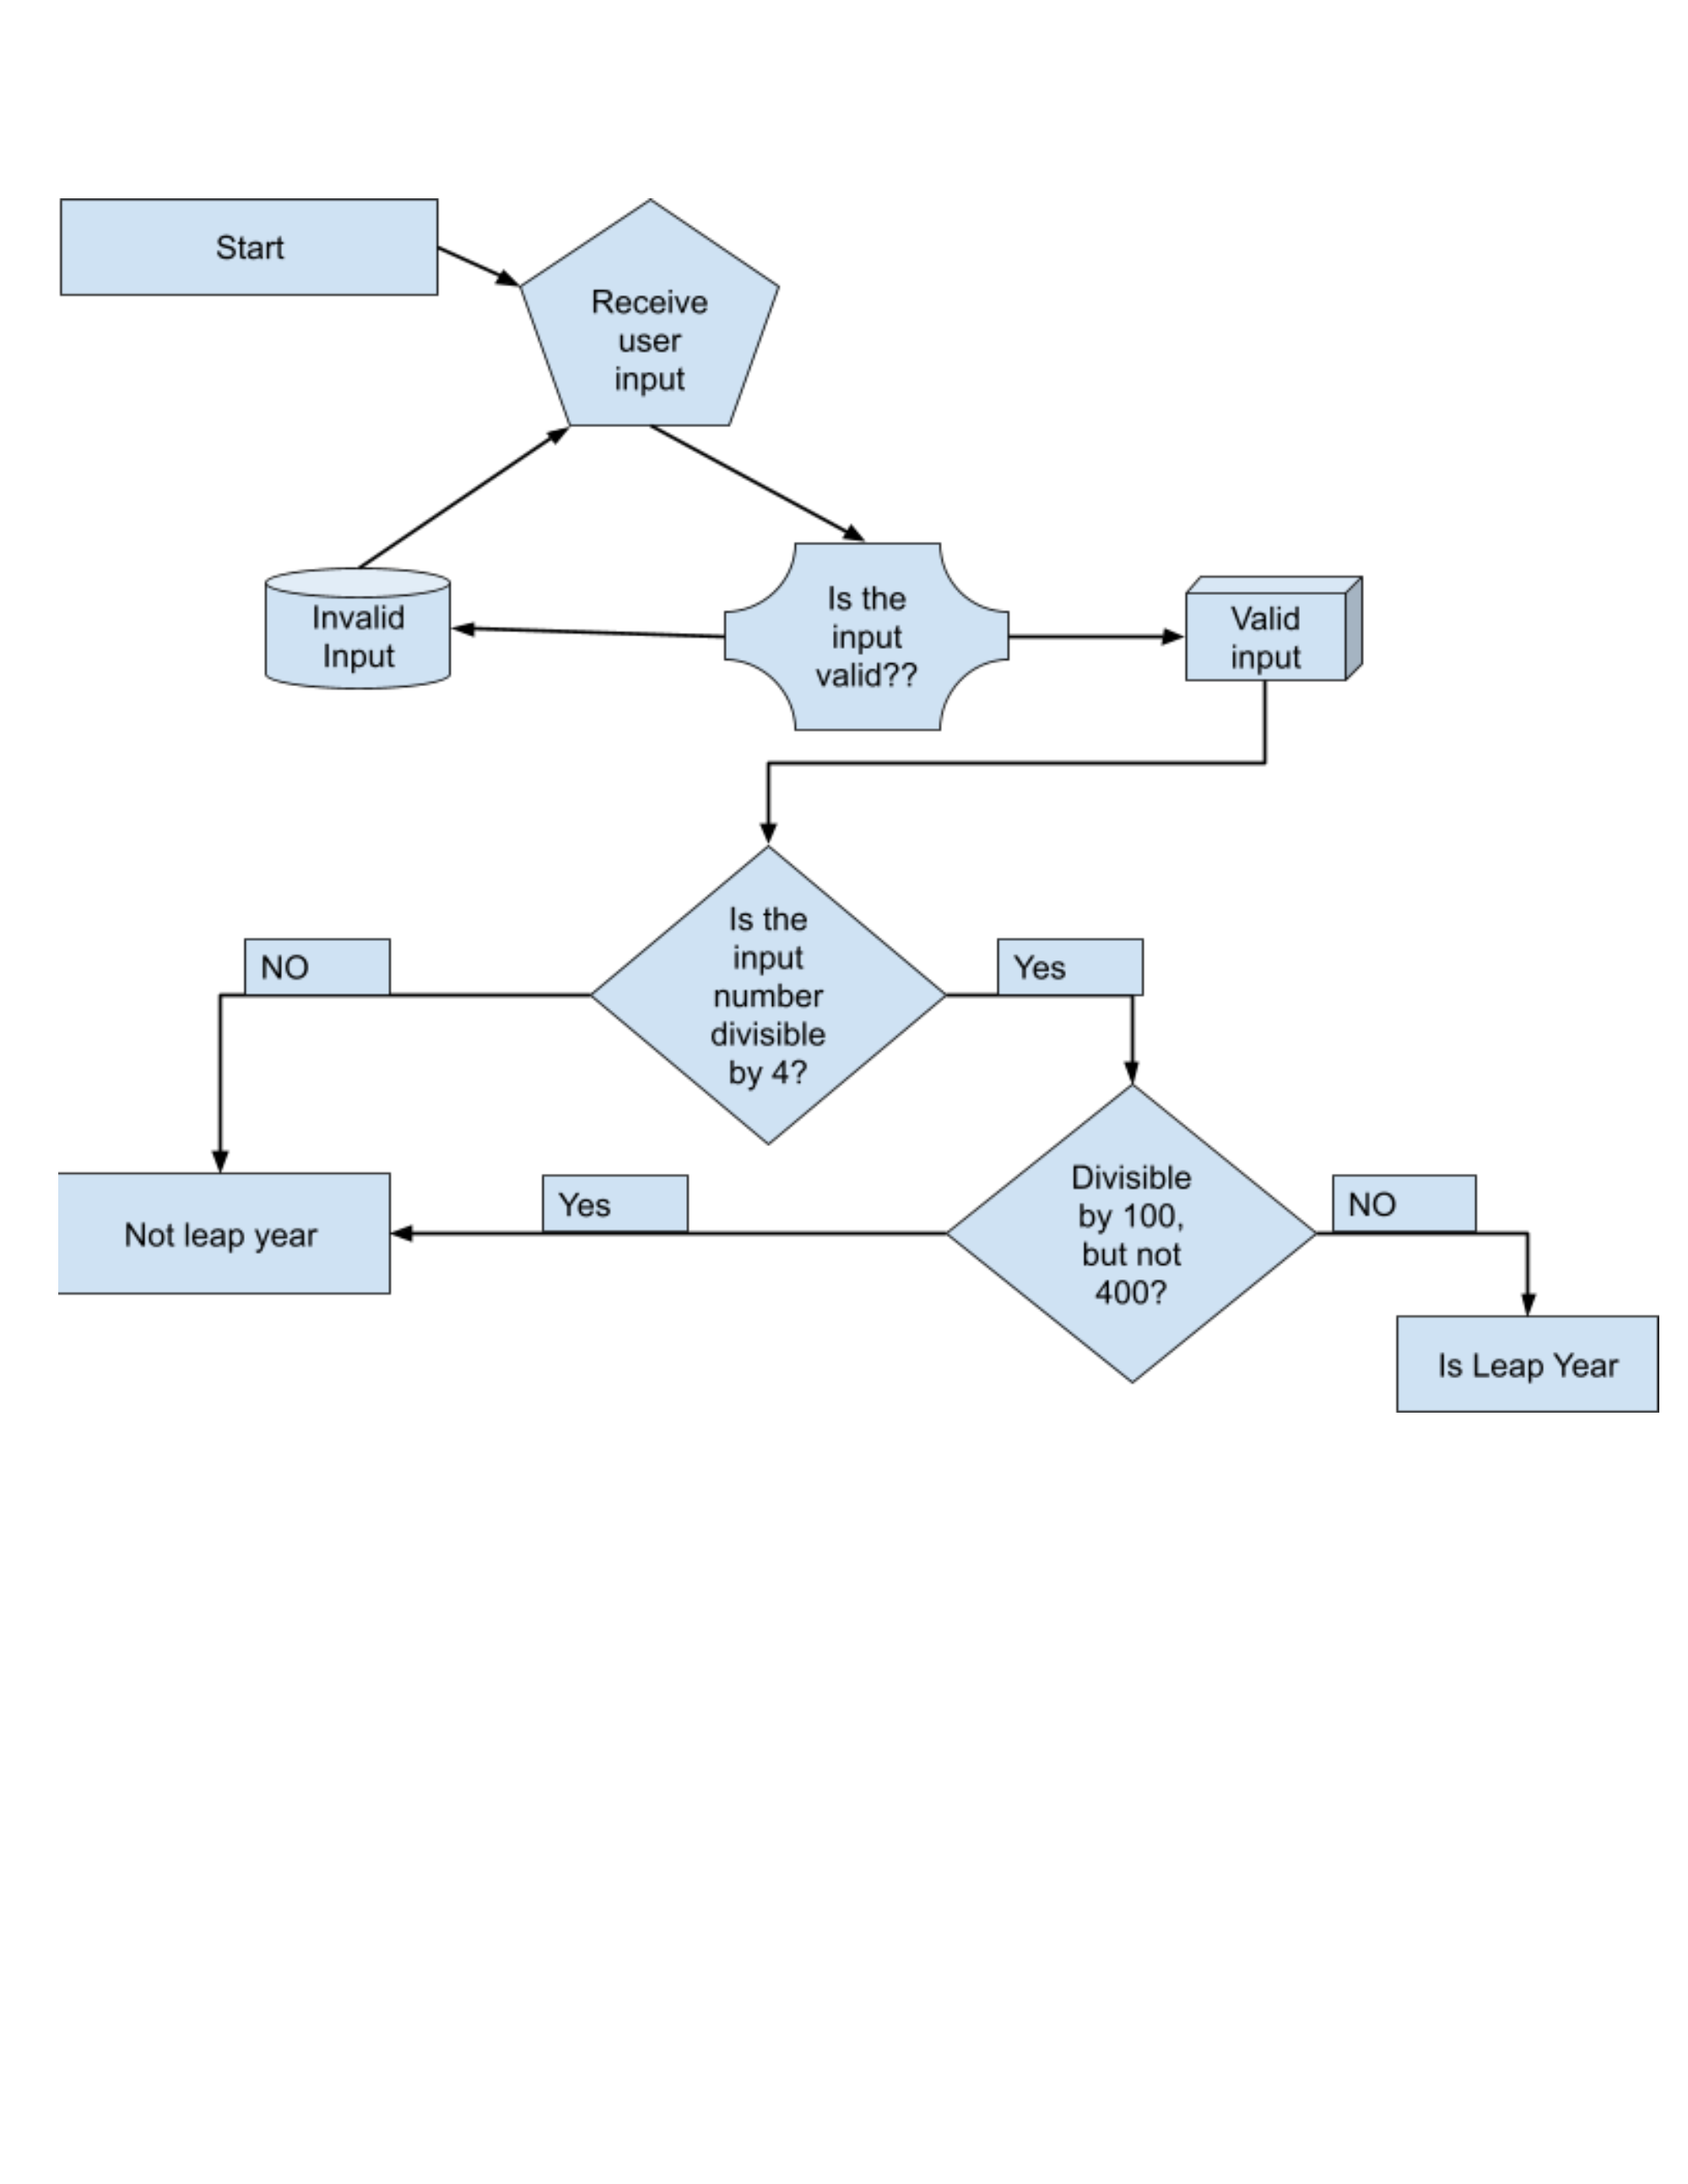 Start
Receive
user
input
Invalid
Input
Is the
input
valid??
Valid
input
Is the
input
number
divisible
by 4?
NO
Yes
Not leap year
Yes
Divisible
by 100,
but not
400?
NO
Is Leap Year